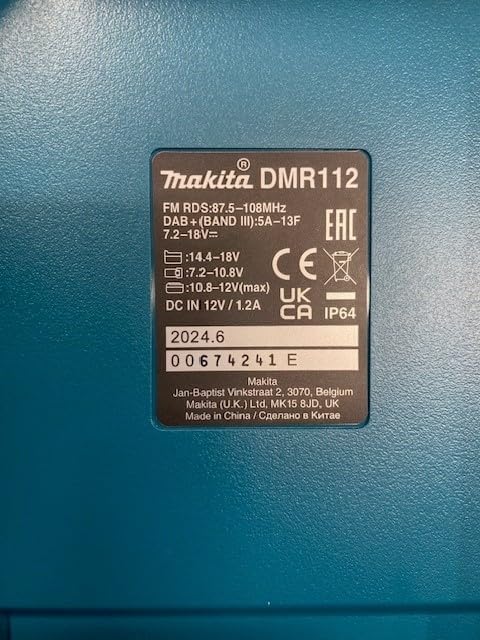 makita® DMR112
FM RDS:87.5–108MHz
DAB+(BAND III):5A–13F
7.2–18V⎓
:14.4–18V
:7.2–10.8V
:10.8–12V(max)
DC IN 12V / 1.2A
EAC
CE
UK
CA
IP64
2024.6
00674241 E
Makita
Jan-Baptist Vinkstraat 2, 3070, Belgium
Makita (U.K.) Ltd, MK15 8JD, UK
Made in China / Сделано в Китае